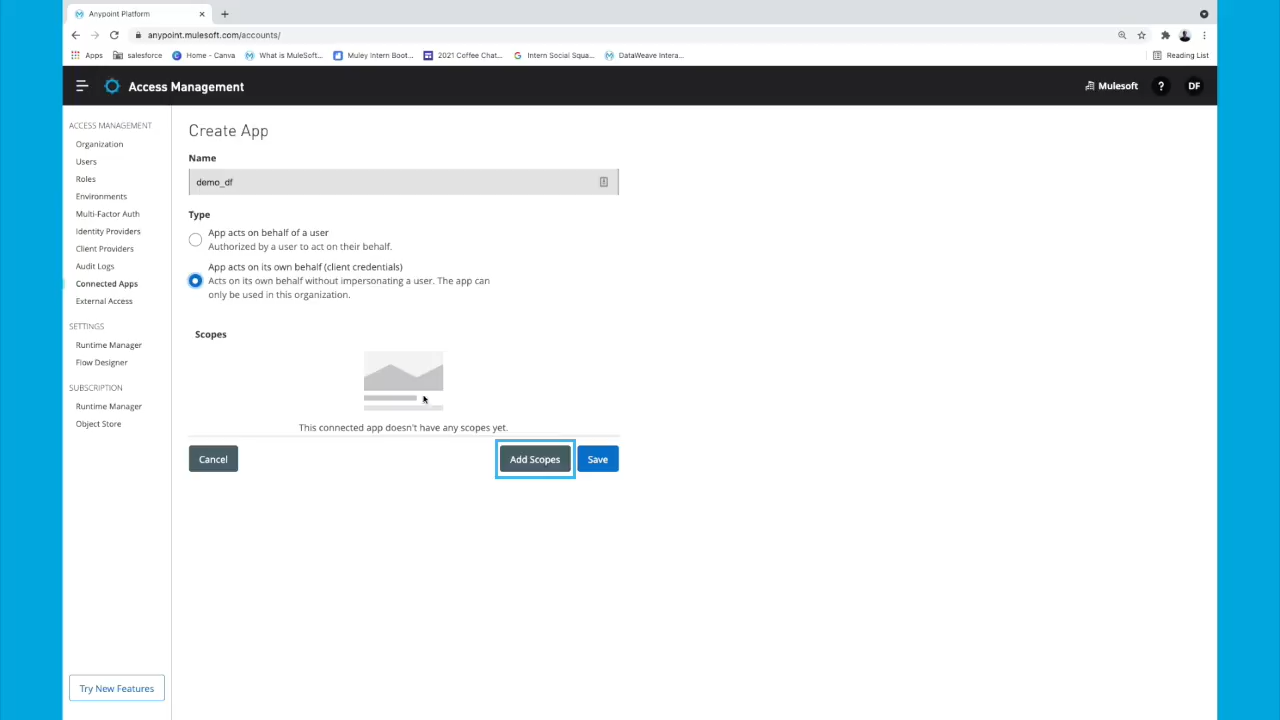 Anypoint Platform
anypoint.mulesoft.com/accounts/
Apps salesforce Home - Canva What is MuleSoft... Muley Intern Boot... 2021 Coffee Chat... Intern Social Squa... DataWeave Intera... Reading List
Access Management Mulesoft ? DF
ACCESS MANAGEMENT
Organization
Users
Roles
Environments
Multi-Factor Auth
Identity Providers
Client Providers
Audit Logs
Connected Apps
External Access
SETTINGS
Runtime Manager
Flow Designer
SUBSCRIPTION
Runtime Manager
Object Store
Try New Features
Create App
Name
demo_df
Type
App acts on behalf of a user
Authorized by a user to act on their behalf.
App acts on its own behalf (client credentials)
Acts on its own behalf without impersonating a user. The app can
only be used in this organization.
Scopes
This connected app doesn't have any scopes yet.
Cancel Add Scopes Save